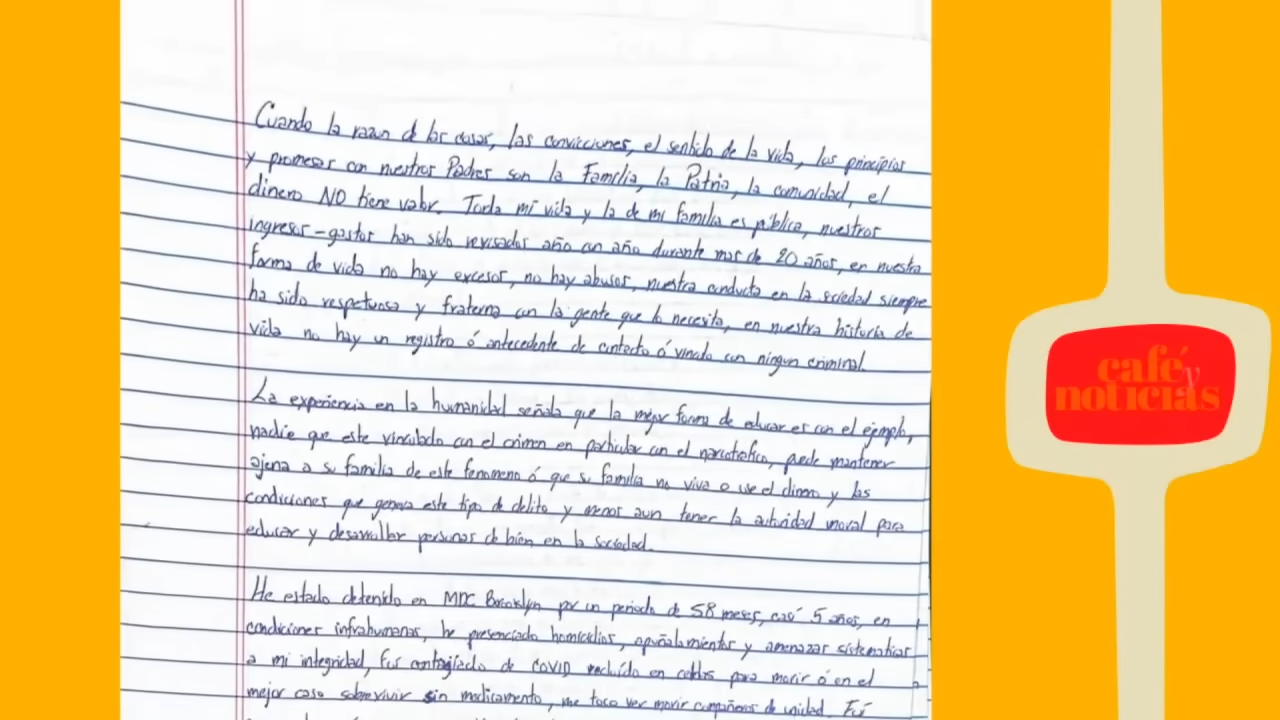 Cuando la razon de las cosas, las convicciones, el sentido de la vida, los principios
y promesas con nuestros Padres son la Familia, la Patria, la comunidad, el
dinero NO tiene valor. Toda mi vida y la de mi familia es pública, nuestros
ingresos-gastos han sido revisados año con año durante mas de 20 años, en nuestra
forma de vida no hay excesos, no hay abusos, nuestra conducta en la sociedad siempre
ha sido respetuosa y fraterna con la gente que lo necesita, en nuestra historia de
vida no hay un registro ó antecedente de contacto ó vinculo con ningun criminal.
La experiencia en la humanidad señala que la mejor forma de educar es con el ejemplo,
nadie que este vinculado con el crimen en particular con el narcotrafico, puede mantener
ajena a su familia de este fenomeno ó que su familia no viva o use el dinero y las
condiciones que genera este tipo de delito y menos aun tener la autoridad moral para
educar y desarrollar personas de bien en la sociedad.
He estado detenido en MDC Brooklyn por un periodo de 58 meses, casi 5 años, en
condiciones infrahumanas, he presenciado homicidios, apuñalamientos y amenazas sistematicas
a mi integridad, fui contagiado de COVID recluído en celdas para morir ó en el
mejor caso sobrevivir sin medicamento, me toco ver morir compañeros de unidad. Fuí
café y
noticias